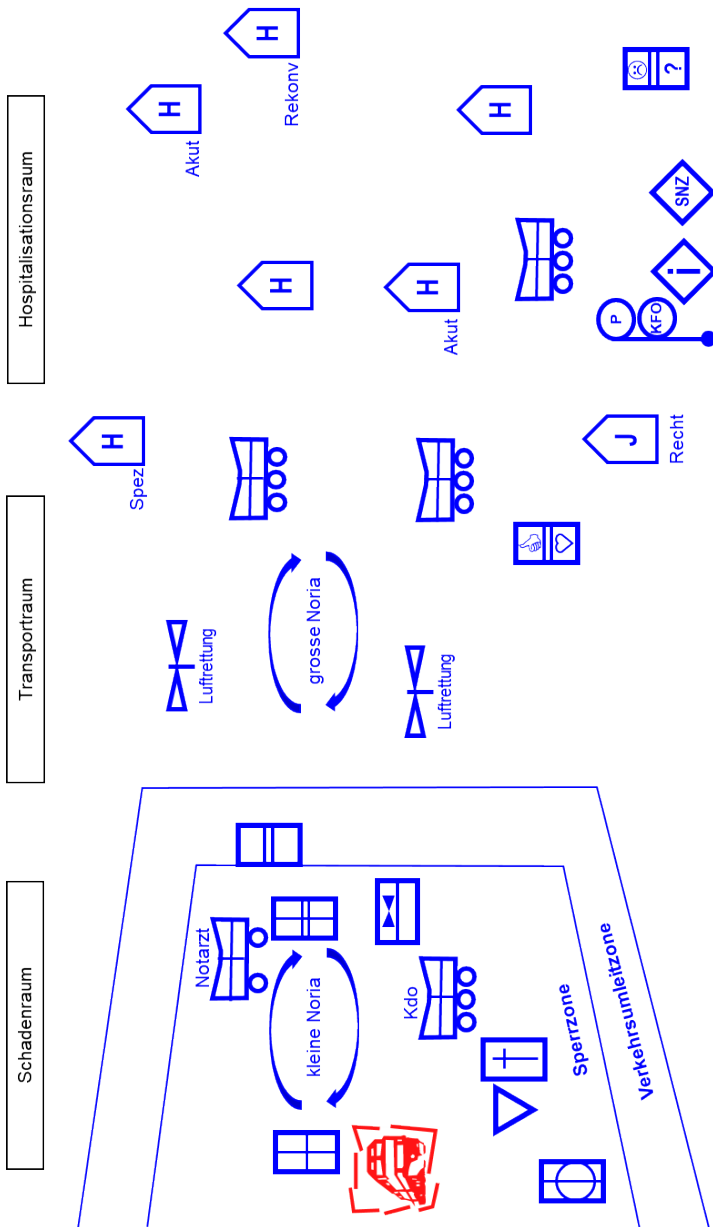 Schadenraum
Transportraum
Hospitalisationsraum
H
Spez
H
Akut
H
Rekonv
Notarzt
Luftrettung
H
kleine Noria
grosse Noria
Kdo
Luftrettung
H
Akut
H
Sperrzone
Verkehrsumleitzone
J
Recht
P
KFO
i
SNZ
?